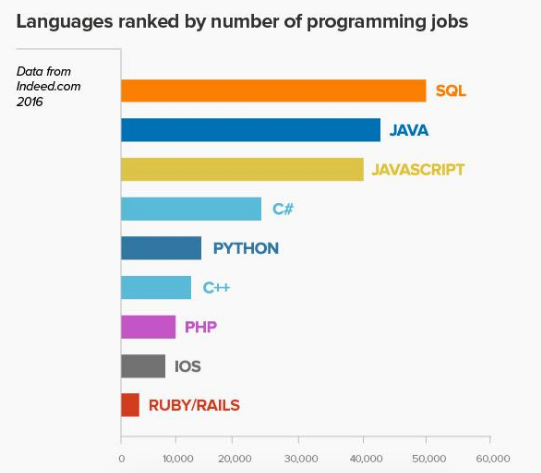 Languages ranked by number of programming jobs
Data from
Indeed.com
2016
SQL
JAVA
JAVASCRIPT
C#
PYTHON
C++
PHP
IOS
RUBY/RAILS
0 10,000 20,000 30,000 40,000 50,000 60,000